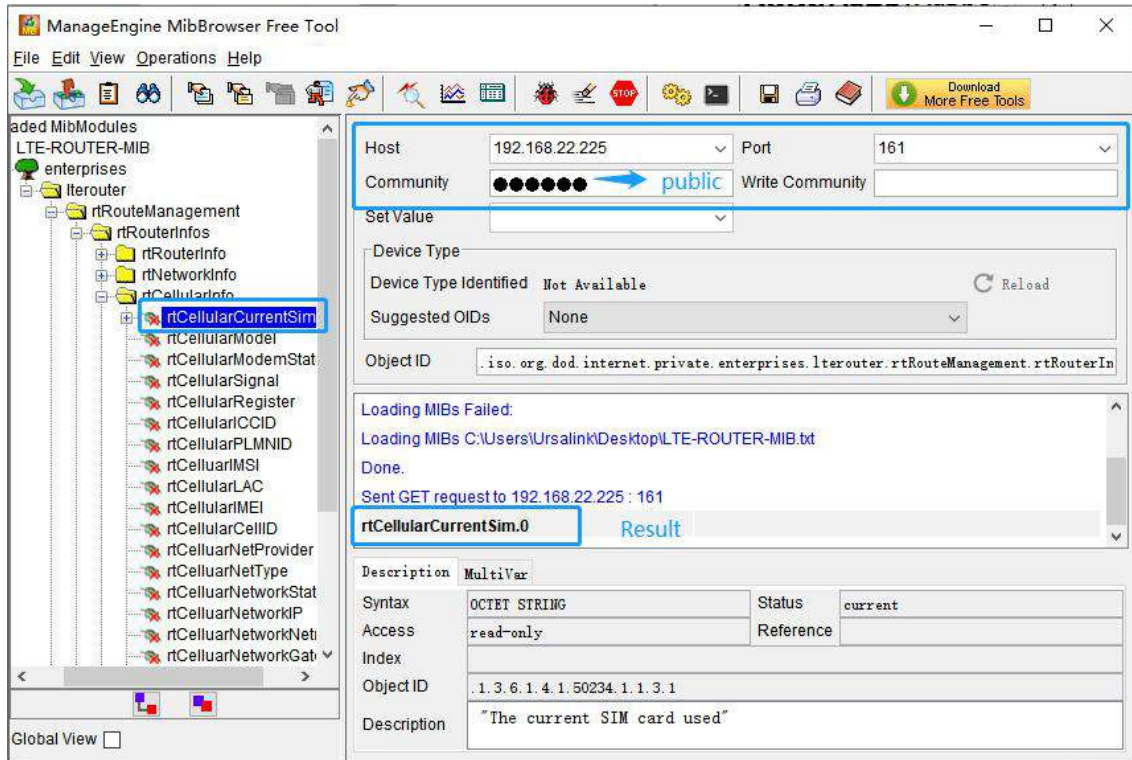 ManageEngine MibBrowser Free Tool
File Edit View Operations Help
STOP
Download
More Free Tools
aded MibModules
LTE-ROUTER-MIB
enterprises
lterouter
rtRouteManagement
rtRouterInfos
rtRouterInfo
rtNetworkInfo
rtCellularInfo
rtCellularCurrentSim
rtCellularModel
rtCellularModemStat
rtCellularSignal
rtCellularRegister
rtCellularICCID
rtCellularPLMNID
rtCelluarIMSI
rtCellularLAC
rtCellularIMEI
rtCellularCellID
rtCelluarNetProvider
rtCelluarNetType
rtCelluarNetworkStat
rtCelluarNetworkIP
rtCelluarNetworkNet
rtCelluarNetworkGat
Global View
Host 192.168.22.225 Port 161
Community ●●●●●● public Write Community
Set Value
Device Type
Device Type Identified Not Available Reload
Suggested OIDs None
Object ID .iso.org.dod.internet.private.enterprises.lterouter.rtRouteManagement.rtRouterIn
Loading MIBs Failed:
Loading MIBs C:\Users\Ursalink\Desktop\LTE-ROUTER-MIB.txt
Done.
Sent GET request to 192.168.22.225 : 161
rtCellularCurrentSim.0 Result
Description MultiVar
Syntax OCTET STRING Status current
Access read-only Reference
Index
Object ID .1.3.6.1.4.1.50234.1.1.3.1
Description "The current SIM card used"